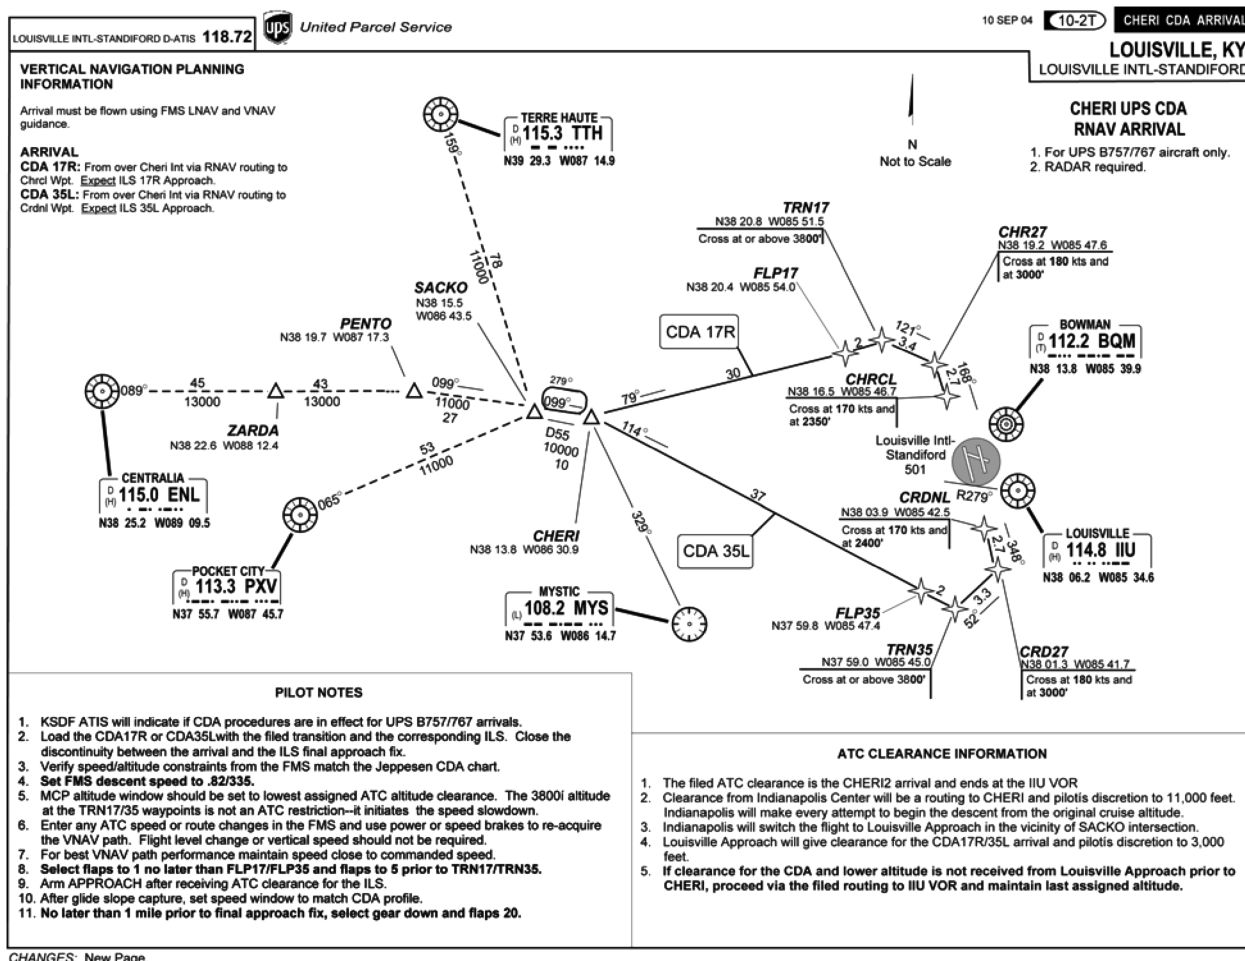 LOUISVILLE INTL-STANDIFORD D-ATIS 118.72
ups
United Parcel Service
10 SEP 04
10-2T
CHERI CDA ARRIVAL
LOUISVILLE, KY
LOUISVILLE INTL-STANDIFORD
VERTICAL NAVIGATION PLANNING
INFORMATION
Arrival must be flown using FMS LNAV and VNAV
guidance.
ARRIVAL
CDA 17R: From over Cheri Int via RNAV routing to
Chrcl Wpt. Expect ILS 17R Approach.
CDA 35L: From over Cheri Int via RNAV routing to
Crdnl Wpt. Expect ILS 35L Approach.
CHERI UPS CDA
RNAV ARRIVAL
1. For UPS B757/767 aircraft only.
2. RADAR required.
N
Not to Scale
TERRE HAUTE
D
(H) 115.3 TTH
N39 29.3 W087 14.9
159°
78
11000
SACKO
N38 15.5
W086 43.5
PENTO
N38 19.7 W087 17.3
089°
45
13000
43
13000
099°
11000
27
ZARDA
N38 22.6 W088 12.4
CENTRALIA
D
(H) 115.0 ENL
N38 25.2 W089 09.5
53
11000
065°
POCKET CITY
D
(H) 113.3 PXV
N37 55.7 W087 45.7
279°
099°
D55
10000
10
CHERI
N38 13.8 W086 30.9
329°
MYSTIC
(L) 108.2 MYS
N37 53.6 W086 14.7
TRN17
N38 20.8 W085 51.5
Cross at or above 3800'
FLP17
N38 20.4 W085 54.0
CHR27
N38 19.2 W085 47.6
Cross at 180 kts and
at 3000'
CDA 17R
79°
30
2
121°
3.4
168°
2.7
CHRCL
N38 16.5 W085 46.7
Cross at 170 kts and
at 2350'
BOWMAN
D
(T) 112.2 BQM
N38 13.8 W085 39.9
Louisville Intl-
Standiford
501
R279°
LOUISVILLE
D
(H) 114.8 IIU
N38 06.2 W085 34.6
114°
37
CDA 35L
CRDNL
N38 03.9 W085 42.5
Cross at 170 kts and
at 2400'
348°
2.7
2
52°
3.3
FLP35
N37 59.8 W085 47.4
TRN35
N37 59.0 W085 45.0
Cross at or above 3800'
CRD27
N38 01.3 W085 41.7
Cross at 180 kts and
at 3000'
PILOT NOTES
1. KSDF ATIS will indicate if CDA procedures are in effect for UPS B757/767 arrivals.
2. Load the CDA17R or CDA35Lwith the filed transition and the corresponding ILS. Close the
discontinuity between the arrival and the ILS final approach fix.
3. Verify speed/altitude constraints from the FMS match the Jeppesen CDA chart.
4. Set FMS descent speed to .82/335.
5. MCP altitude window should be set to lowest assigned ATC altitude clearance. The 3800í altitude
at the TRN17/35 waypoints is not an ATC restriction--it initiates the speed slowdown.
6. Enter any ATC speed or route changes in the FMS and use power or speed brakes to re-acquire
the VNAV path. Flight level change or vertical speed should not be required.
7. For best VNAV path performance maintain speed close to commanded speed.
8. Select flaps to 1 no later than FLP17/FLP35 and flaps to 5 prior to TRN17/TRN35.
9. Arm APPROACH after receiving ATC clearance for the ILS.
10. After glide slope capture, set speed window to match CDA profile.
11. No later than 1 mile prior to final approach fix, select gear down and flaps 20.
ATC CLEARANCE INFORMATION
1. The filed ATC clearance is the CHERI2 arrival and ends at the IIU VOR
2. Clearance from Indianapolis Center will be a routing to CHERI and pilotís discretion to 11,000 feet.
Indianapolis will make every attempt to begin the descent from the original cruise altitude.
3. Indianapolis will switch the flight to Louisville Approach in the vicinity of SACKO intersection.
4. Louisville Approach will give clearance for the CDA17R/35L arrival and pilotís discretion to 3,000
feet.
5. If clearance for the CDA and lower altitude is not received from Louisville Approach prior to
CHERI, proceed via the filed routing to IIU VOR and maintain last assigned altitude.
CHANGES: New Page